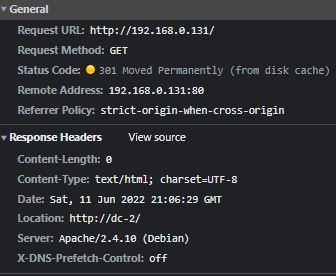 General
Request URL: http://192.168.0.131/
Request Method: GET
Status Code: 301 Moved Permanently (from disk cache)
Remote Address: 192.168.0.131:80
Referrer Policy: strict-origin-when-cross-origin
Response Headers View source
Content-Length: 0
Content-Type: text/html; charset=UTF-8
Date: Sat, 11 Jun 2022 21:06:29 GMT
Location: http://dc-2/
Server: Apache/2.4.10 (Debian)
X-DNS-Prefetch-Control: off